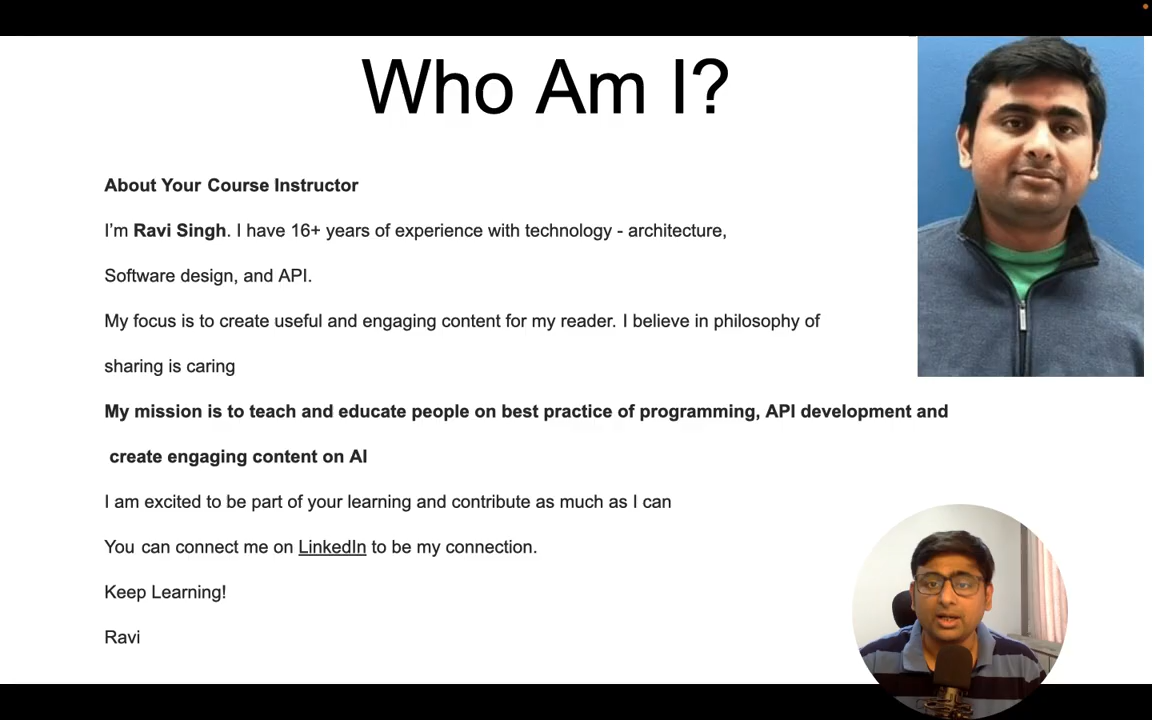 Who Am I?
About Your Course Instructor
I'm Ravi Singh. I have 16+ years of experience with technology - architecture,
Software design, and API.
My focus is to create useful and engaging content for my reader. I believe in philosophy of
sharing is caring
My mission is to teach and educate people on best practice of programming, API development and
create engaging content on AI
I am excited to be part of your learning and contribute as much as I can
You can connect me on LinkedIn to be my connection.
Keep Learning!
Ravi